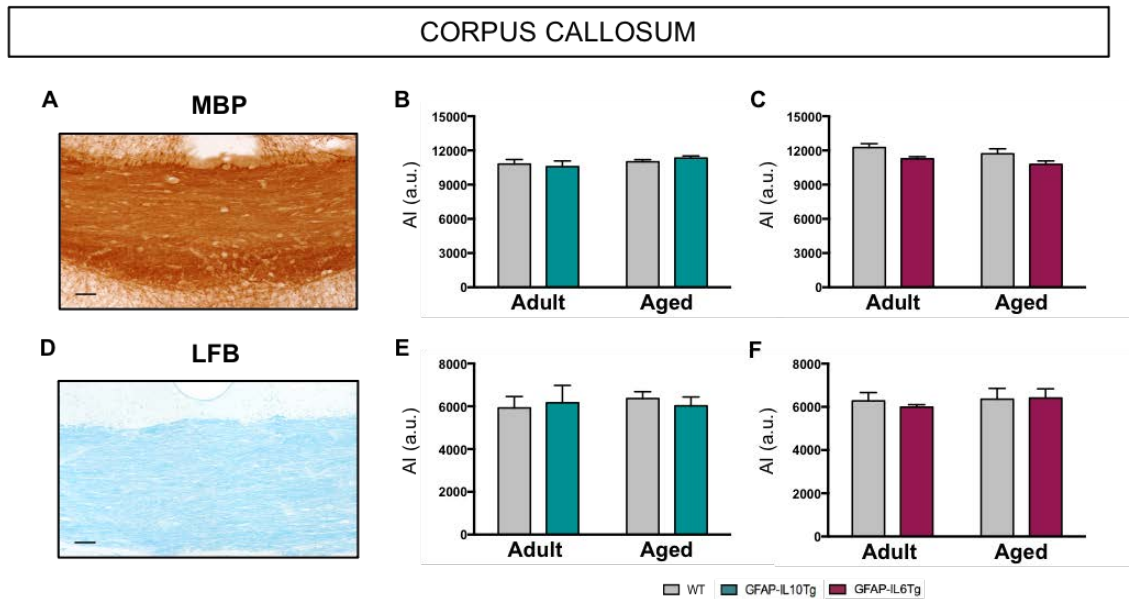 CORPUS CALLOSUM
A
MBP
B
AI (a.u.)
15000
12000
9000
6000
3000
0
Adult Aged
C
AI (a.u.)
15000
12000
9000
6000
3000
0
Adult Aged
D
LFB
E
AI (a.u.)
8000
6000
4000
2000
0
Adult Aged
F
AI (a.u.)
8000
6000
4000
2000
0
Adult Aged
WT GFAP-IL10Tg GFAP-IL6Tg